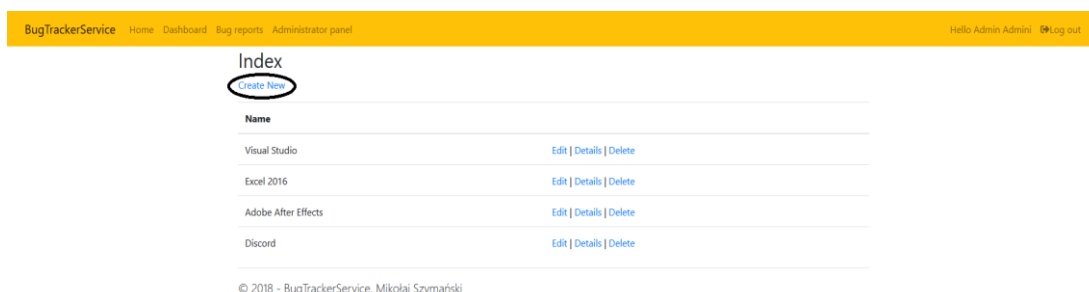 BugTrackerService Home Dashboard Bug reports Administrator panel Hello Admin Admini Log out
Index
Create New
Name
Visual Studio Edit | Details | Delete
Excel 2016 Edit | Details | Delete
Adobe After Effects Edit | Details | Delete
Discord Edit | Details | Delete
© 2018 - BugTrackerService, Mikołaj Szymański